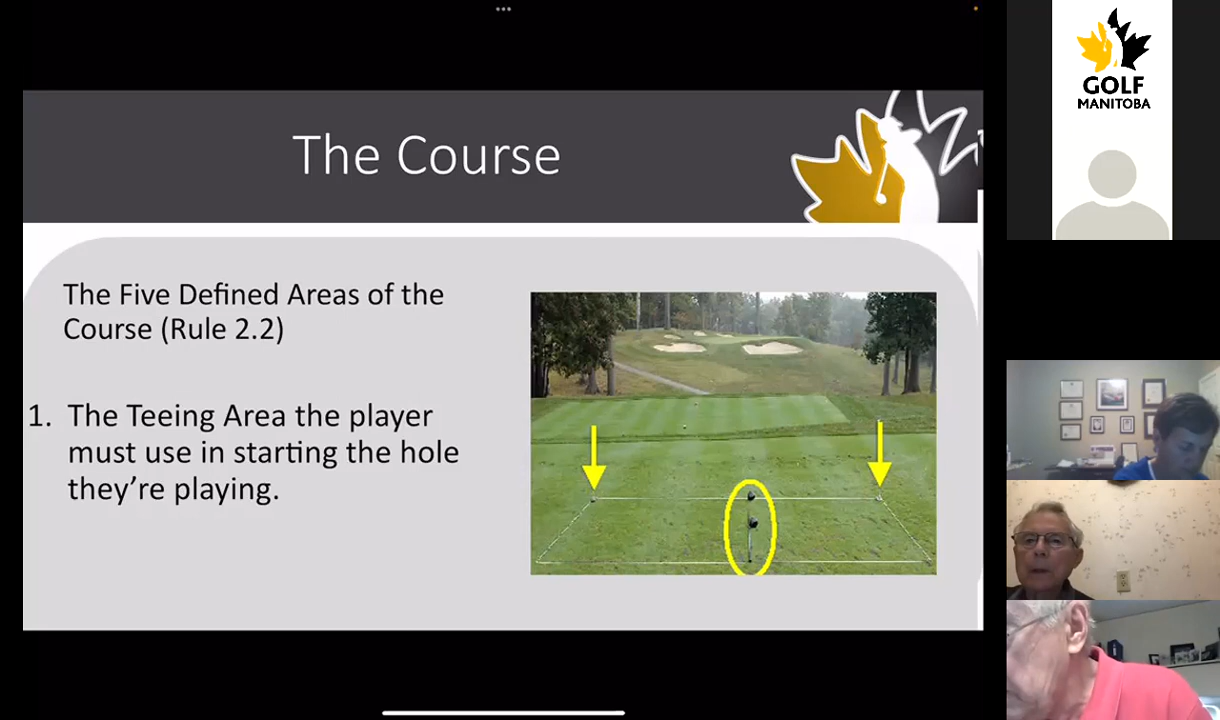 The Course
The Five Defined Areas of the
Course (Rule 2.2)
1. The Teeing Area the player
must use in starting the hole
they’re playing.
GOLF
MANITOBA